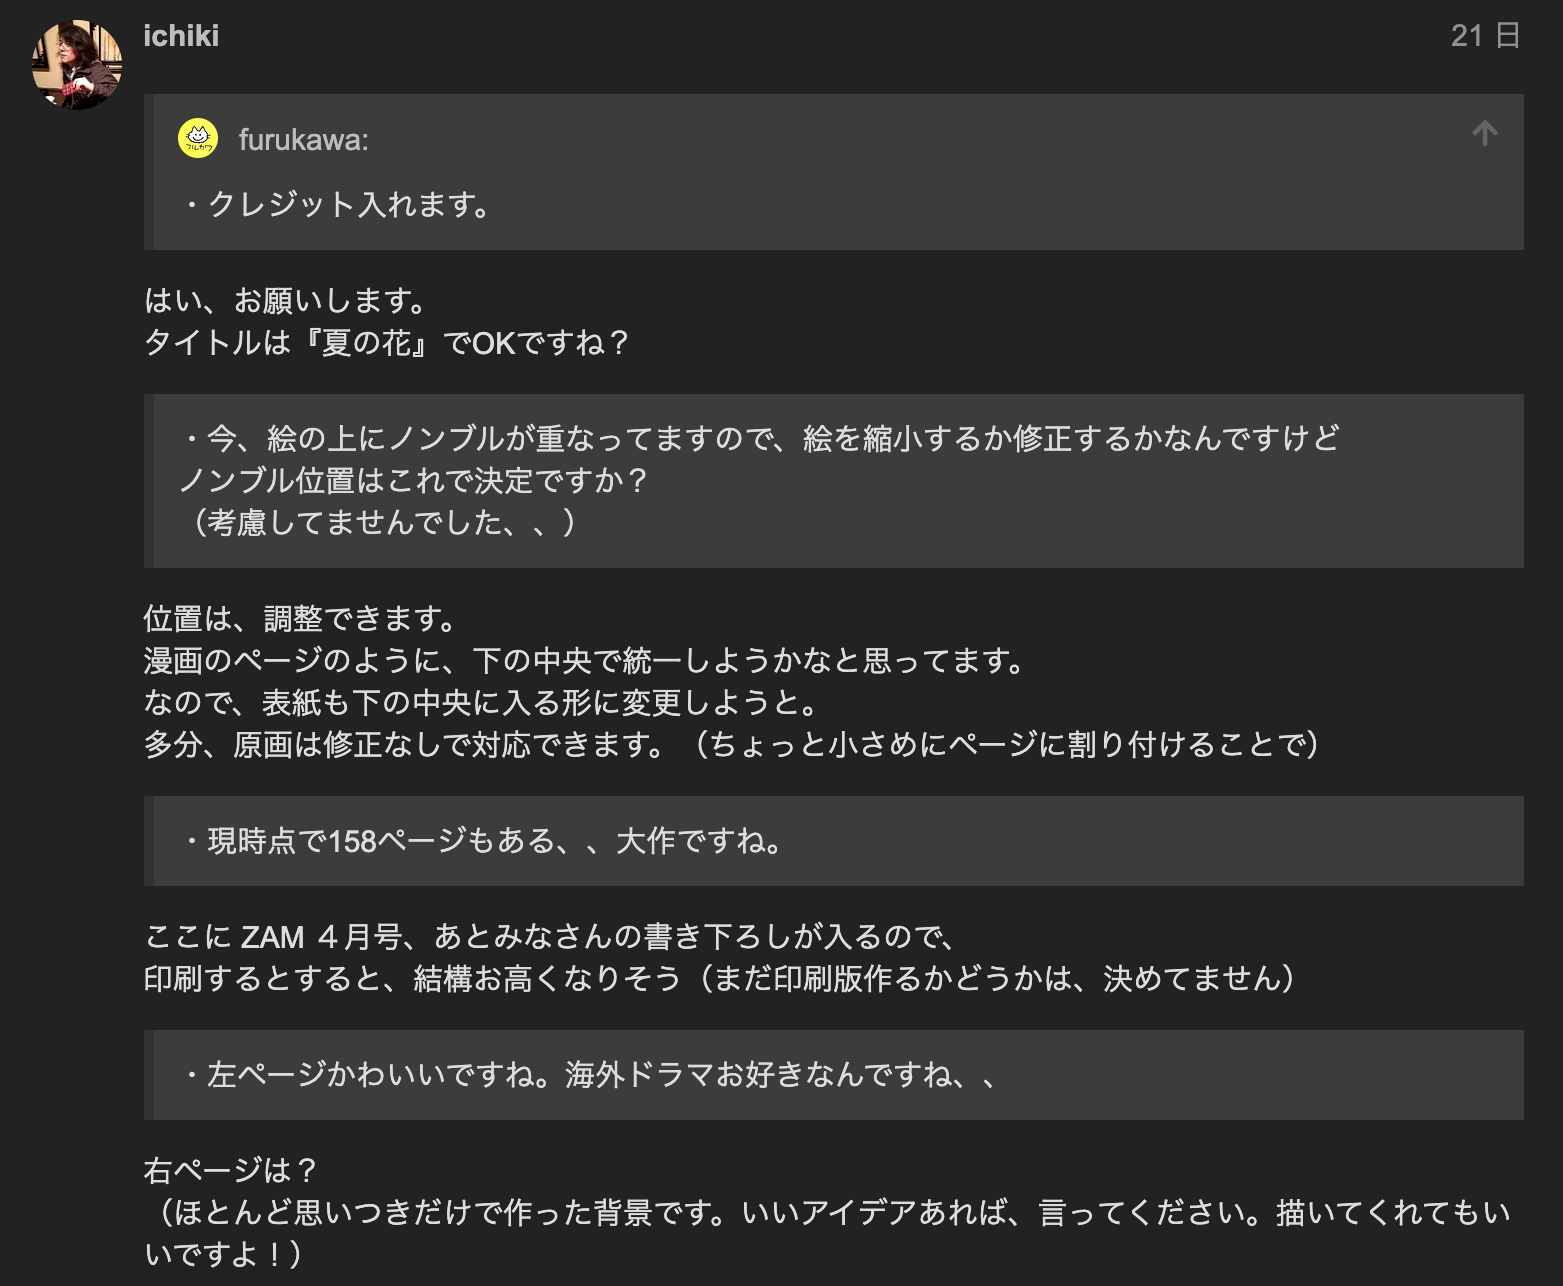 ichiki
21 日
フルカワ
furukawa:
・クレジット入れます。
はい、お願いします。
タイトルは『夏の花』でOKですね？
・今、絵の上にノンブルが重なってますので、絵を縮小するか修正するかなんですけど
ノンブル位置はこれで決定ですか？
（考慮してませんでした、、）
位置は、調整できます。
漫画のページのように、下の中央で統一しようかなと思ってます。
なので、表紙も下の中央に入る形に変更しようと。
多分、原画は修正なしで対応できます。（ちょっと小さめにページに割り付けることで）
・現時点で158ページもある、、大作ですね。
ここに ZAM ４月号、あとみなさんの書き下ろしが入るので、
印刷するとすると、結構お高くなりそう（まだ印刷版作るかどうかは、決めてません）
・左ページかわいいですね。海外ドラマお好きなんですね、、
右ページは？
（ほとんど思いつきだけで作った背景です。いいアイデアあれば、言ってください。描いてくれてもい
いですよ！）